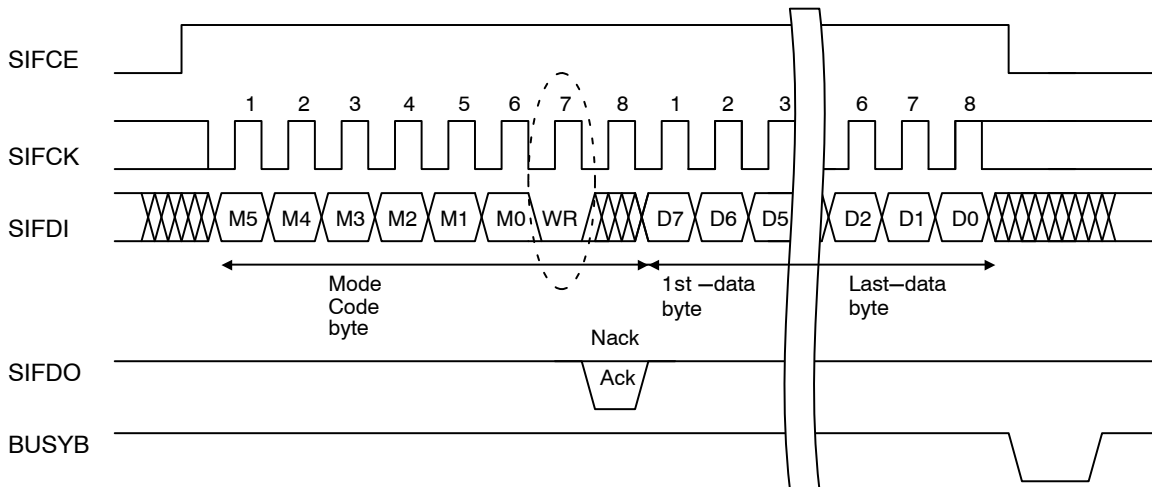 SIFCE
1 2 3 4 5 6 7 8 1 2 3 6 7 8
SIFCK
SIFDI
M5 M4 M3 M2 M1 M0 WR D7 D6 D5 D2 D1 D0
Mode
Code
byte
1st –data
byte
Last–data
byte
Nack
SIFDO
Ack
BUSYB